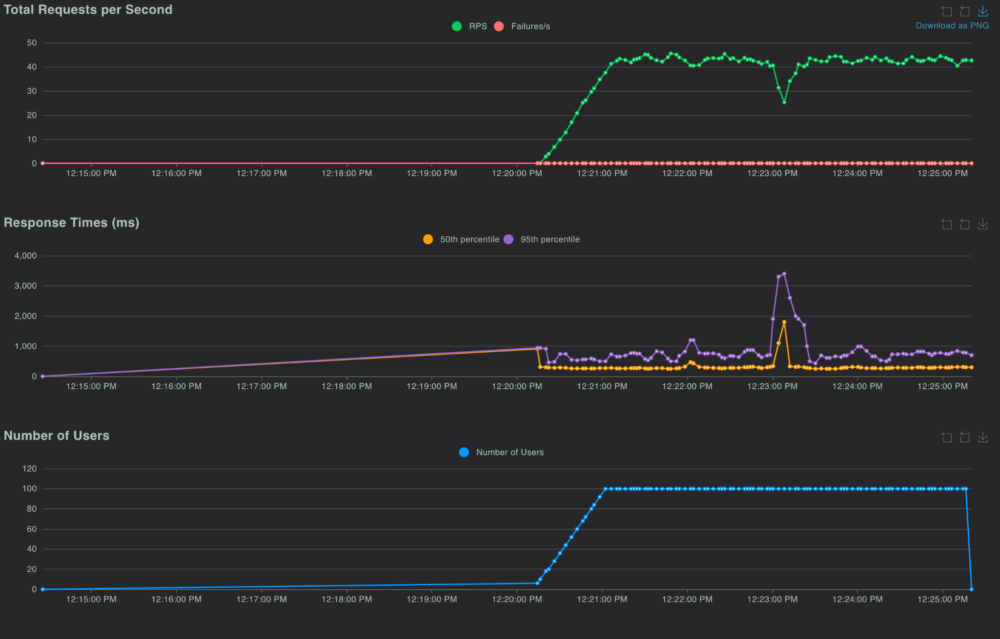 Total Requests per Second
Download as PNG
RPS Failures/s
50
40
30
20
10
0
12:15:00 PM 12:16:00 PM 12:17:00 PM 12:18:00 PM 12:19:00 PM 12:20:00 PM 12:21:00 PM 12:22:00 PM 12:23:00 PM 12:24:00 PM 12:25:00 PM
Response Times (ms)
50th percentile 95th percentile
4,000
3,000
2,000
1,000
0
12:15:00 PM 12:16:00 PM 12:17:00 PM 12:18:00 PM 12:19:00 PM 12:20:00 PM 12:21:00 PM 12:22:00 PM 12:23:00 PM 12:24:00 PM 12:25:00 PM
Number of Users
Number of Users
120
100
80
60
40
20
0
12:15:00 PM 12:16:00 PM 12:17:00 PM 12:18:00 PM 12:19:00 PM 12:20:00 PM 12:21:00 PM 12:22:00 PM 12:23:00 PM 12:24:00 PM 12:25:00 PM